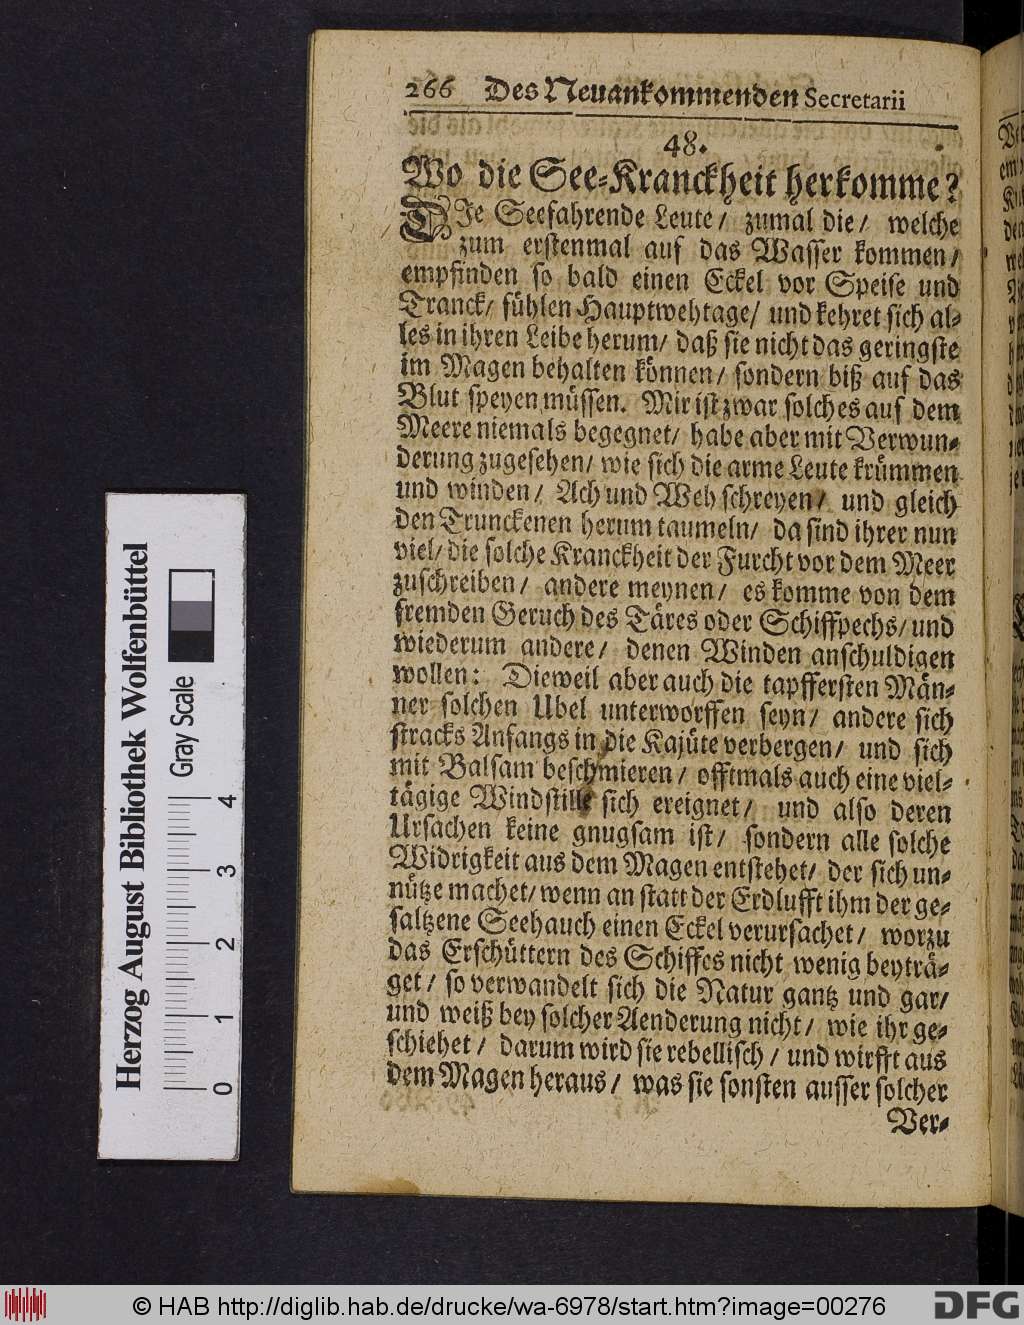 266 Des Neuankommenden Secretarii
48.
Wo die See-Kranckheit herkomme?
DIe Seefahrende Leute/ zumal die/ welche
zum erstenmal auf das Wasser kommen/
empfinden so bald einen Eckel vor Speise und
Tranck/ fühlen Hauptwehtage/ und kehret sich al-
les in ihren Leibe herum/ daß sie nicht das geringste
im Magen behalten können/ sondern biß auf das
Blut speyen müssen. Mir ist zwar solches auf dem
Meere niemals begegnet/ habe aber mit Verwun-
derung zugesehen/ wie sich die arme Leute krümmen
und winden/ Ach und Weh schreyen/ und gleich
den Trunckenen herum taumeln/ da sind ihrer nun
viel/ die solche Kranckheit der Furcht vor dem Meer
zuschreiben/ andere meynen/ es komme von dem
fremden Geruch des Täres oder Schiffpechs/ und
wiederum andere/ denen Winden anschuldigen
wollen: Dieweil aber auch die tapffersten Män-
ner solchen Ubel unterworffen seyn/ andere sich
stracks Anfangs in die Kajüte verbergen/ und sich
mit Balsam beschmieren/ offtmals auch eine viel-
tägige Windstille sich ereignet/ und also deren
Ursachen keine gnugsam ist/ sondern alle solche
Widrigkeit aus dem Magen entstehet/ der sich un-
nütze machet/ wenn an statt der Erdlufft ihm der ge-
saltzene Seehauch einen Eckel verursachet/ worzu
das Erschüttern des Schiffes nicht wenig beyträ-
get/ so verwandelt sich die Natur gantz und gar/
und weiß bey solcher Aenderung nicht/ wie ihr ge-
schiehet/ darum wird sie rebellisch/ und wirfft aus
dem Magen heraus/ was sie sonsten ausser solcher
Ver-
Herzog August Bibliothek Wolfenbüttel
Gray Scale
0 1 2 3 4
© HAB http://diglib.hab.de/drucke/wa-6978/start.htm?image=00276
DFG